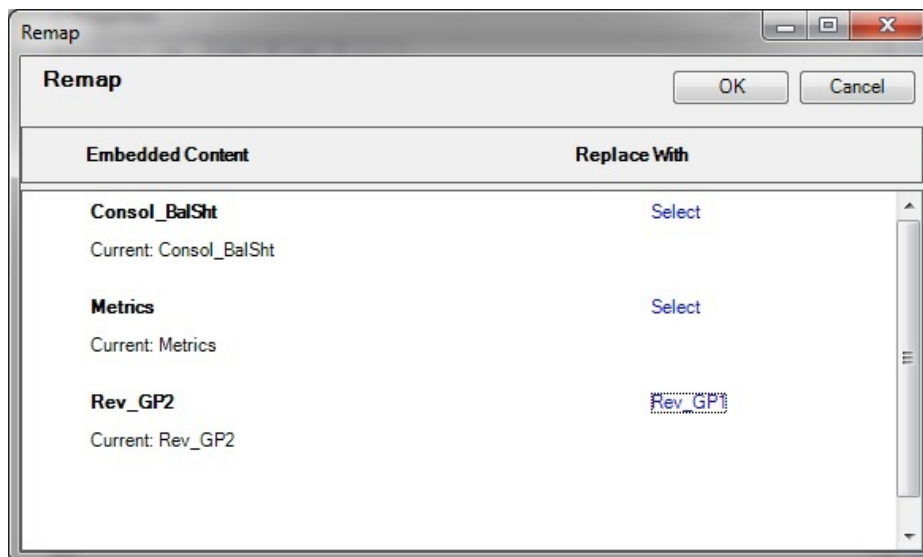 Remap
Remap
OK
Cancel
Embedded Content
Replace With
Consol_BalSht
Select
Current: Consol_BalSht
Metrics
Select
Current: Metrics
Rev_GP2
Rev_GP1
Current: Rev_GP2